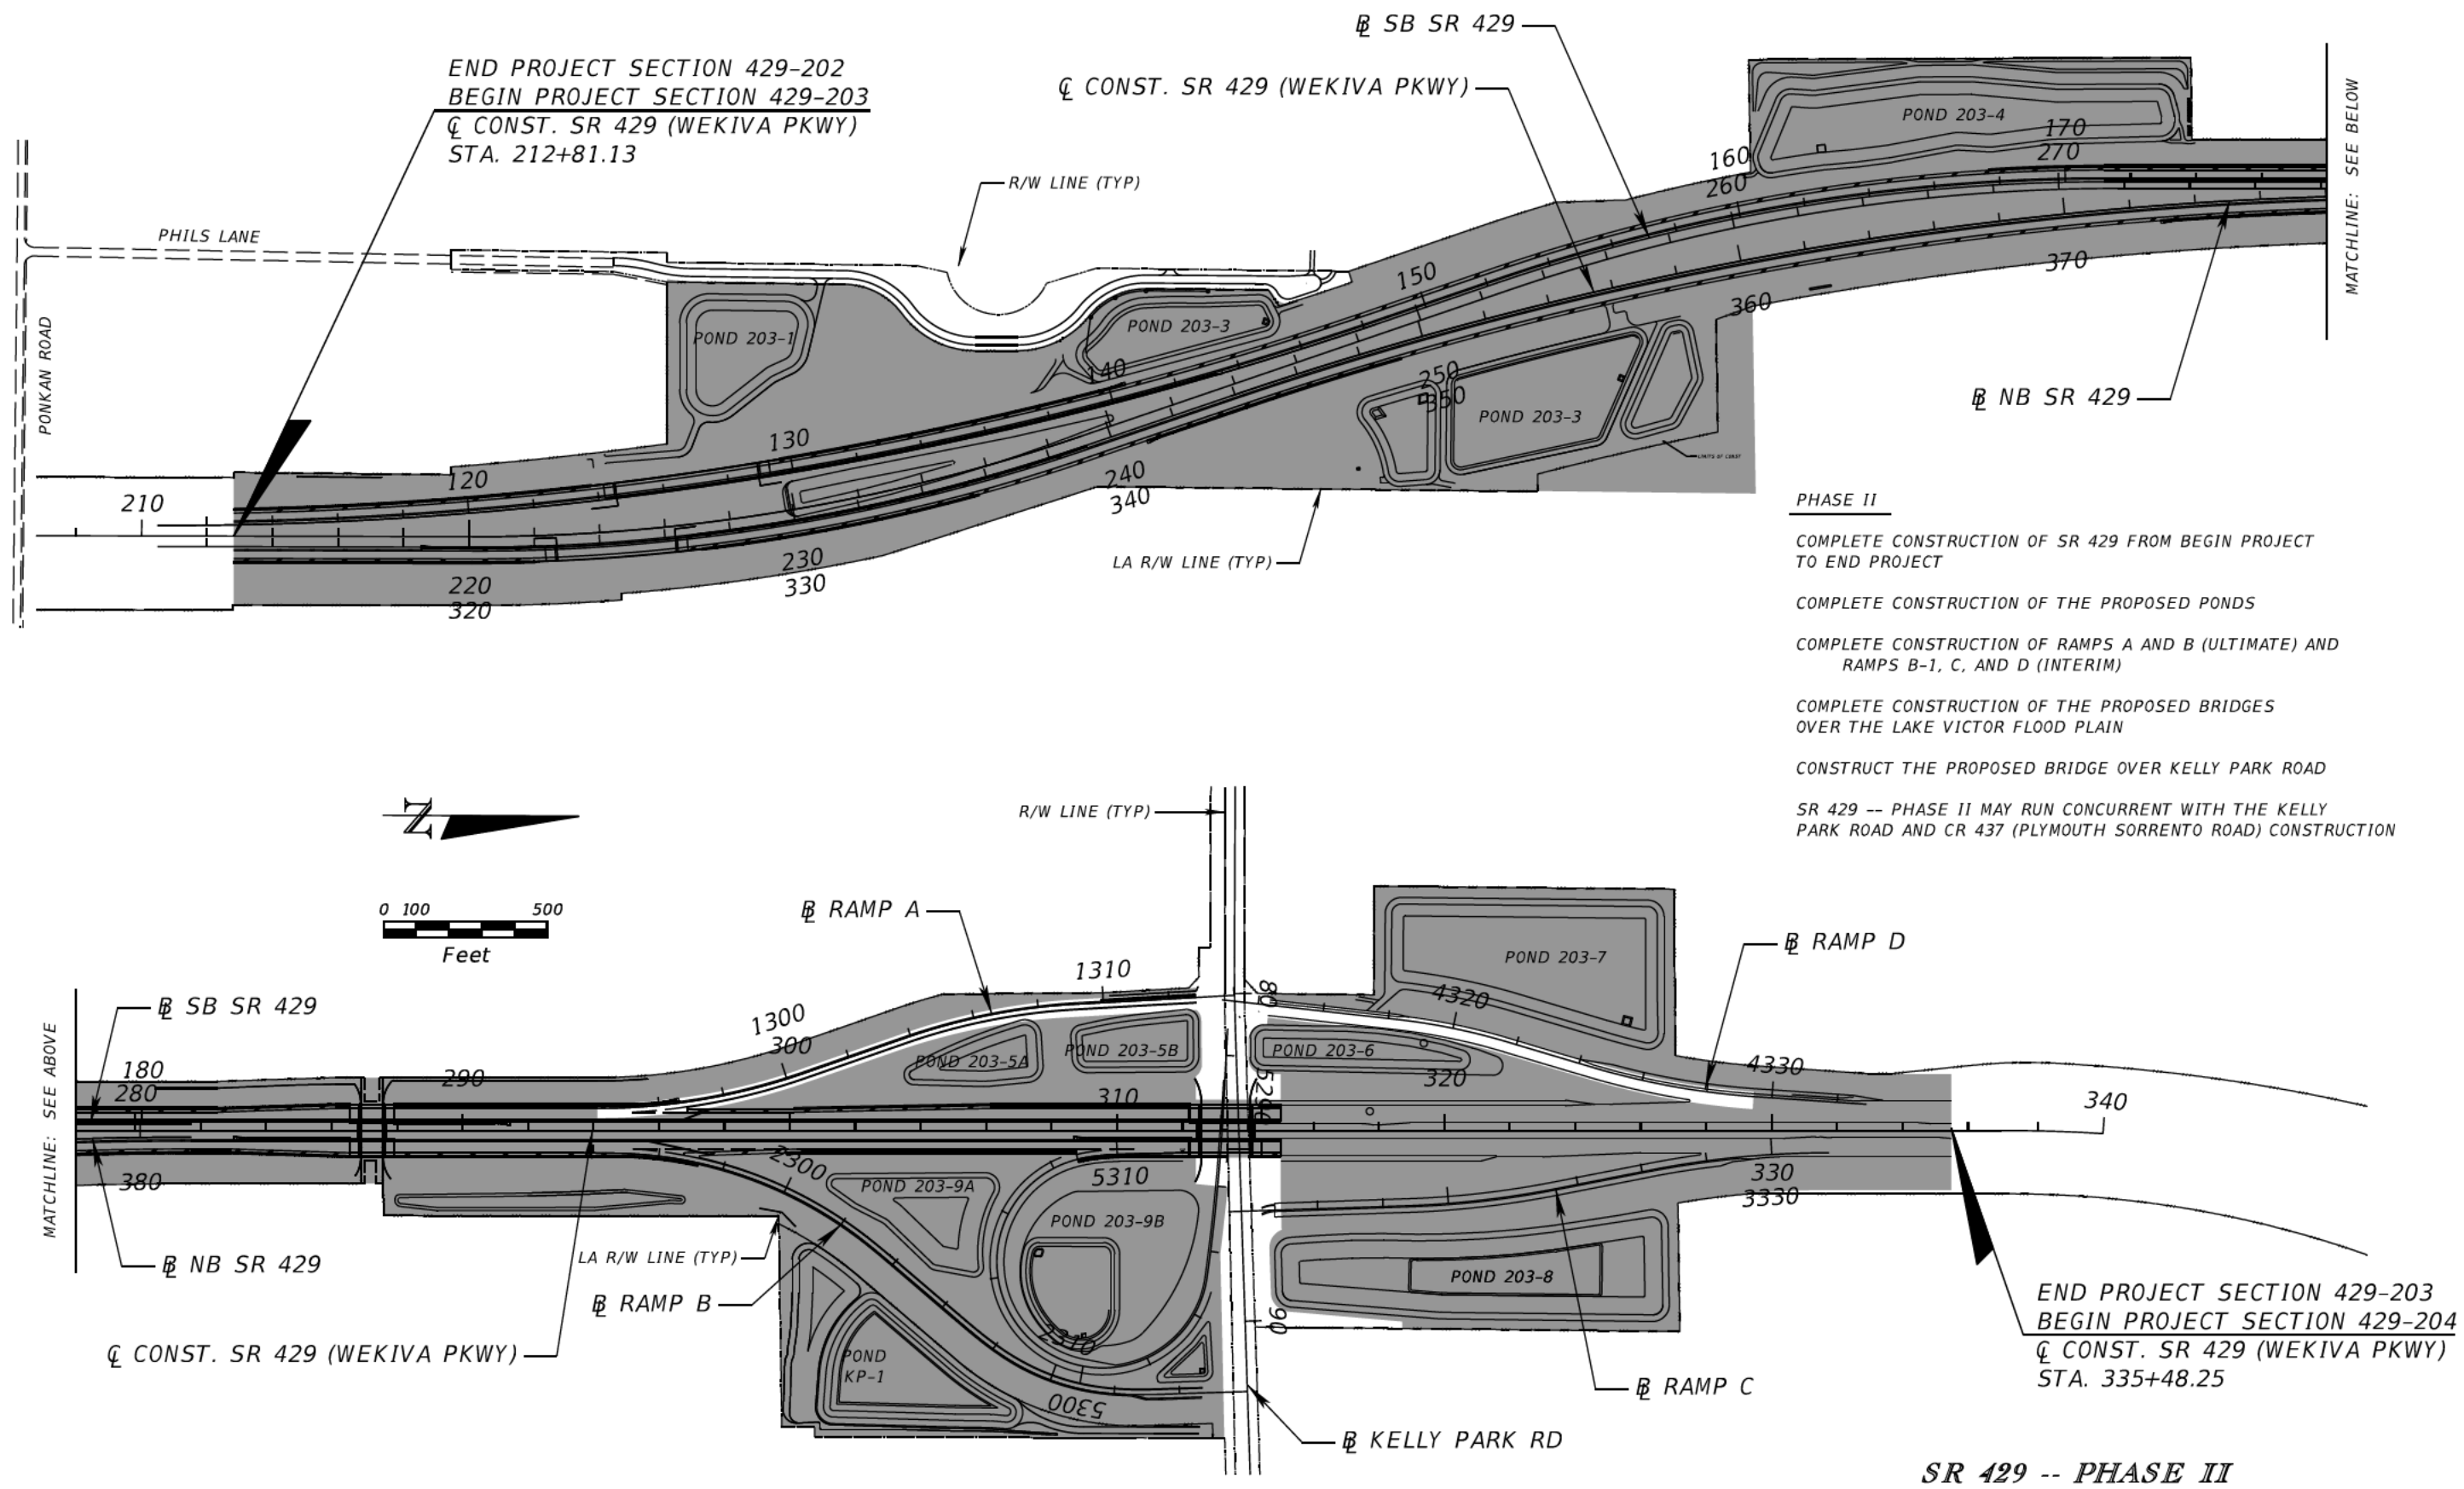 ℄ SB SR 429
℄ CONST. SR 429 (WEKIVA PKWY)
END PROJECT SECTION 429-202
BEGIN PROJECT SECTION 429-203
℄ CONST. SR 429 (WEKIVA PKWY)
STA. 212+81.13
R/W LINE (TYP)
PHILS LANE
PONKAN ROAD
POND 203-4
170
270
160
260
MATCHLINE: SEE BELOW
150
370
360
POND 203-1
POND 203-3
140
250
350
POND 203-3
LIMITS OF CONST
130
120
210
240
340
230
330
220
320
LA R/W LINE (TYP)
℄ NB SR 429
PHASE II
COMPLETE CONSTRUCTION OF SR 429 FROM BEGIN PROJECT
TO END PROJECT
COMPLETE CONSTRUCTION OF THE PROPOSED PONDS
COMPLETE CONSTRUCTION OF RAMPS A AND B (ULTIMATE) AND
RAMPS B-1, C, AND D (INTERIM)
COMPLETE CONSTRUCTION OF THE PROPOSED BRIDGES
OVER THE LAKE VICTOR FLOOD PLAIN
CONSTRUCT THE PROPOSED BRIDGE OVER KELLY PARK ROAD
SR 429 -- PHASE II MAY RUN CONCURRENT WITH THE KELLY
PARK ROAD AND CR 437 (PLYMOUTH SORRENTO ROAD) CONSTRUCTION
N
0 100 500
Feet
R/W LINE (TYP)
℄ RAMP A
℄ RAMP D
℄ SB SR 429
MATCHLINE: SEE ABOVE
180
280
380
290
1300
300
1310
310
POND 203-5A
POND 203-5B
80
5290
POND 203-6
320
4320
POND 203-7
4330
340
330
3330
2300
POND 203-9A
5310
POND 203-9B
2310
5300
90
POND 203-8
LA R/W LINE (TYP)
℄ NB SR 429
℄ RAMP B
℄ CONST. SR 429 (WEKIVA PKWY)
POND
KP-1
℄ RAMP C
℄ KELLY PARK RD
END PROJECT SECTION 429-203
BEGIN PROJECT SECTION 429-204
℄ CONST. SR 429 (WEKIVA PKWY)
STA. 335+48.25
SR 429 -- PHASE II